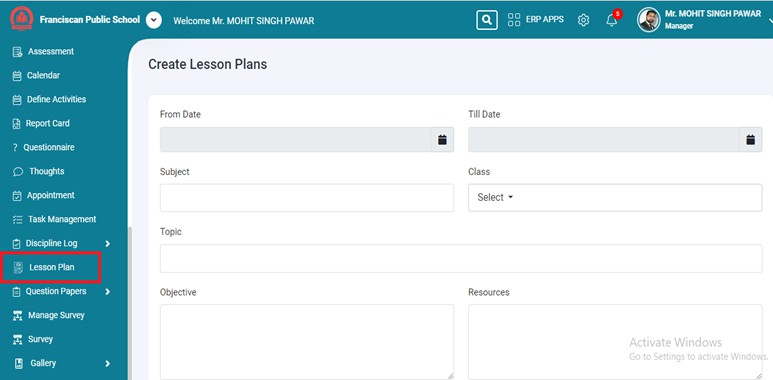 Franciscan Public School
Welcome Mr. MOHIT SINGH PAWAR
ERP APPS
5
Mr. MOHIT SINGH PAWAR
Manager
Assessment
Calendar
Define Activities
Report Card
? Questionnaire
Thoughts
Appointment
Task Management
Discipline Log
Lesson Plan
Question Papers
Manage Survey
Survey
Gallery
Create Lesson Plans
From Date
Till Date
Subject
Class
Select
Topic
Objective
Resources
Activate Windows
Go to Settings to activate Windows.